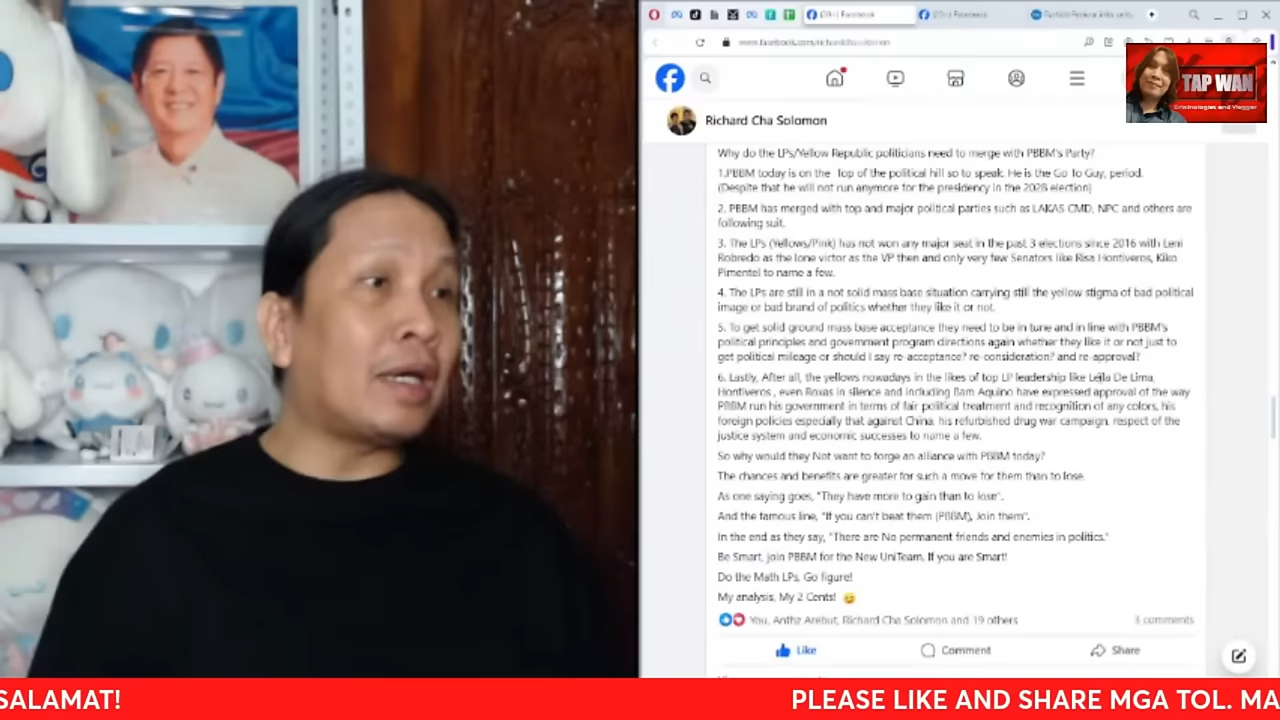 (20+) Facebook
www.facebook.com/richardchasolomon
TAP WAN
Criminologist and Vlogger
Richard Cha Solomon
Why do the LPs/Yellow Republic politicians need to merge with PBBM's Party?
1.PBBM today is on the Top of the political hill so to speak. He is the Go To Guy, period.
(Despite that he will not run anymore for the presidency in the 2028 election)
2. PBBM has merged with top and major political parties such as LAKAS CMD, NPC and others are
following suit.
3. The LPs (Yellows/Pink) has not won any major seat in the past 3 elections since 2016 with Leni
Robredo as the lone victor as the VP then and only very few Senators like Risa Hontiveros, Kiko
Pimentel to name a few.
4. The LPs are still in a not solid mass base situation carrying still the yellow stigma of bad political
image or bad brand of politics whether they like it or not.
5. To get solid ground mass base acceptance they need to be in tune and in line with PBBM's
political principles and government program directions again whether they like it or not just to
get political mileage or should I say re-acceptance? re-consideration? and re-approval?
6. Lastly, After all, the yellows nowadays in the likes of top LP leadership like Lejla De Lima,
Hontiveros , even Roxas in silence and including Bam Aquino have expressed approval of the way
PBBM run his government in terms of fair political treatment and recognition of any colors, his
foreign policies especially that against China, his refurbished drug war campaign, respect of the
justice system and economic successes to name a few.
So why would they Not want to forge an alliance with PBBM today?
The chances and benefits are greater for such a move for them than to lose.
As one saying goes, "They have more to gain than to lose".
And the famous line, "If you can't beat them (PBBM), Join them".
In the end as they say, "There are No permanent friends and enemies in politics."
Be Smart, join PBBM for the New UniTeam, If you are Smart!
Do the Math LPs, Go figure!
My analysis, My 2 Cents! 😉
You, Anthz Arebut, Richard Cha Solomon and 19 others
3 comments
Like
Comment
Share
SALAMAT!
PLEASE LIKE AND SHARE MGA TOL. MA